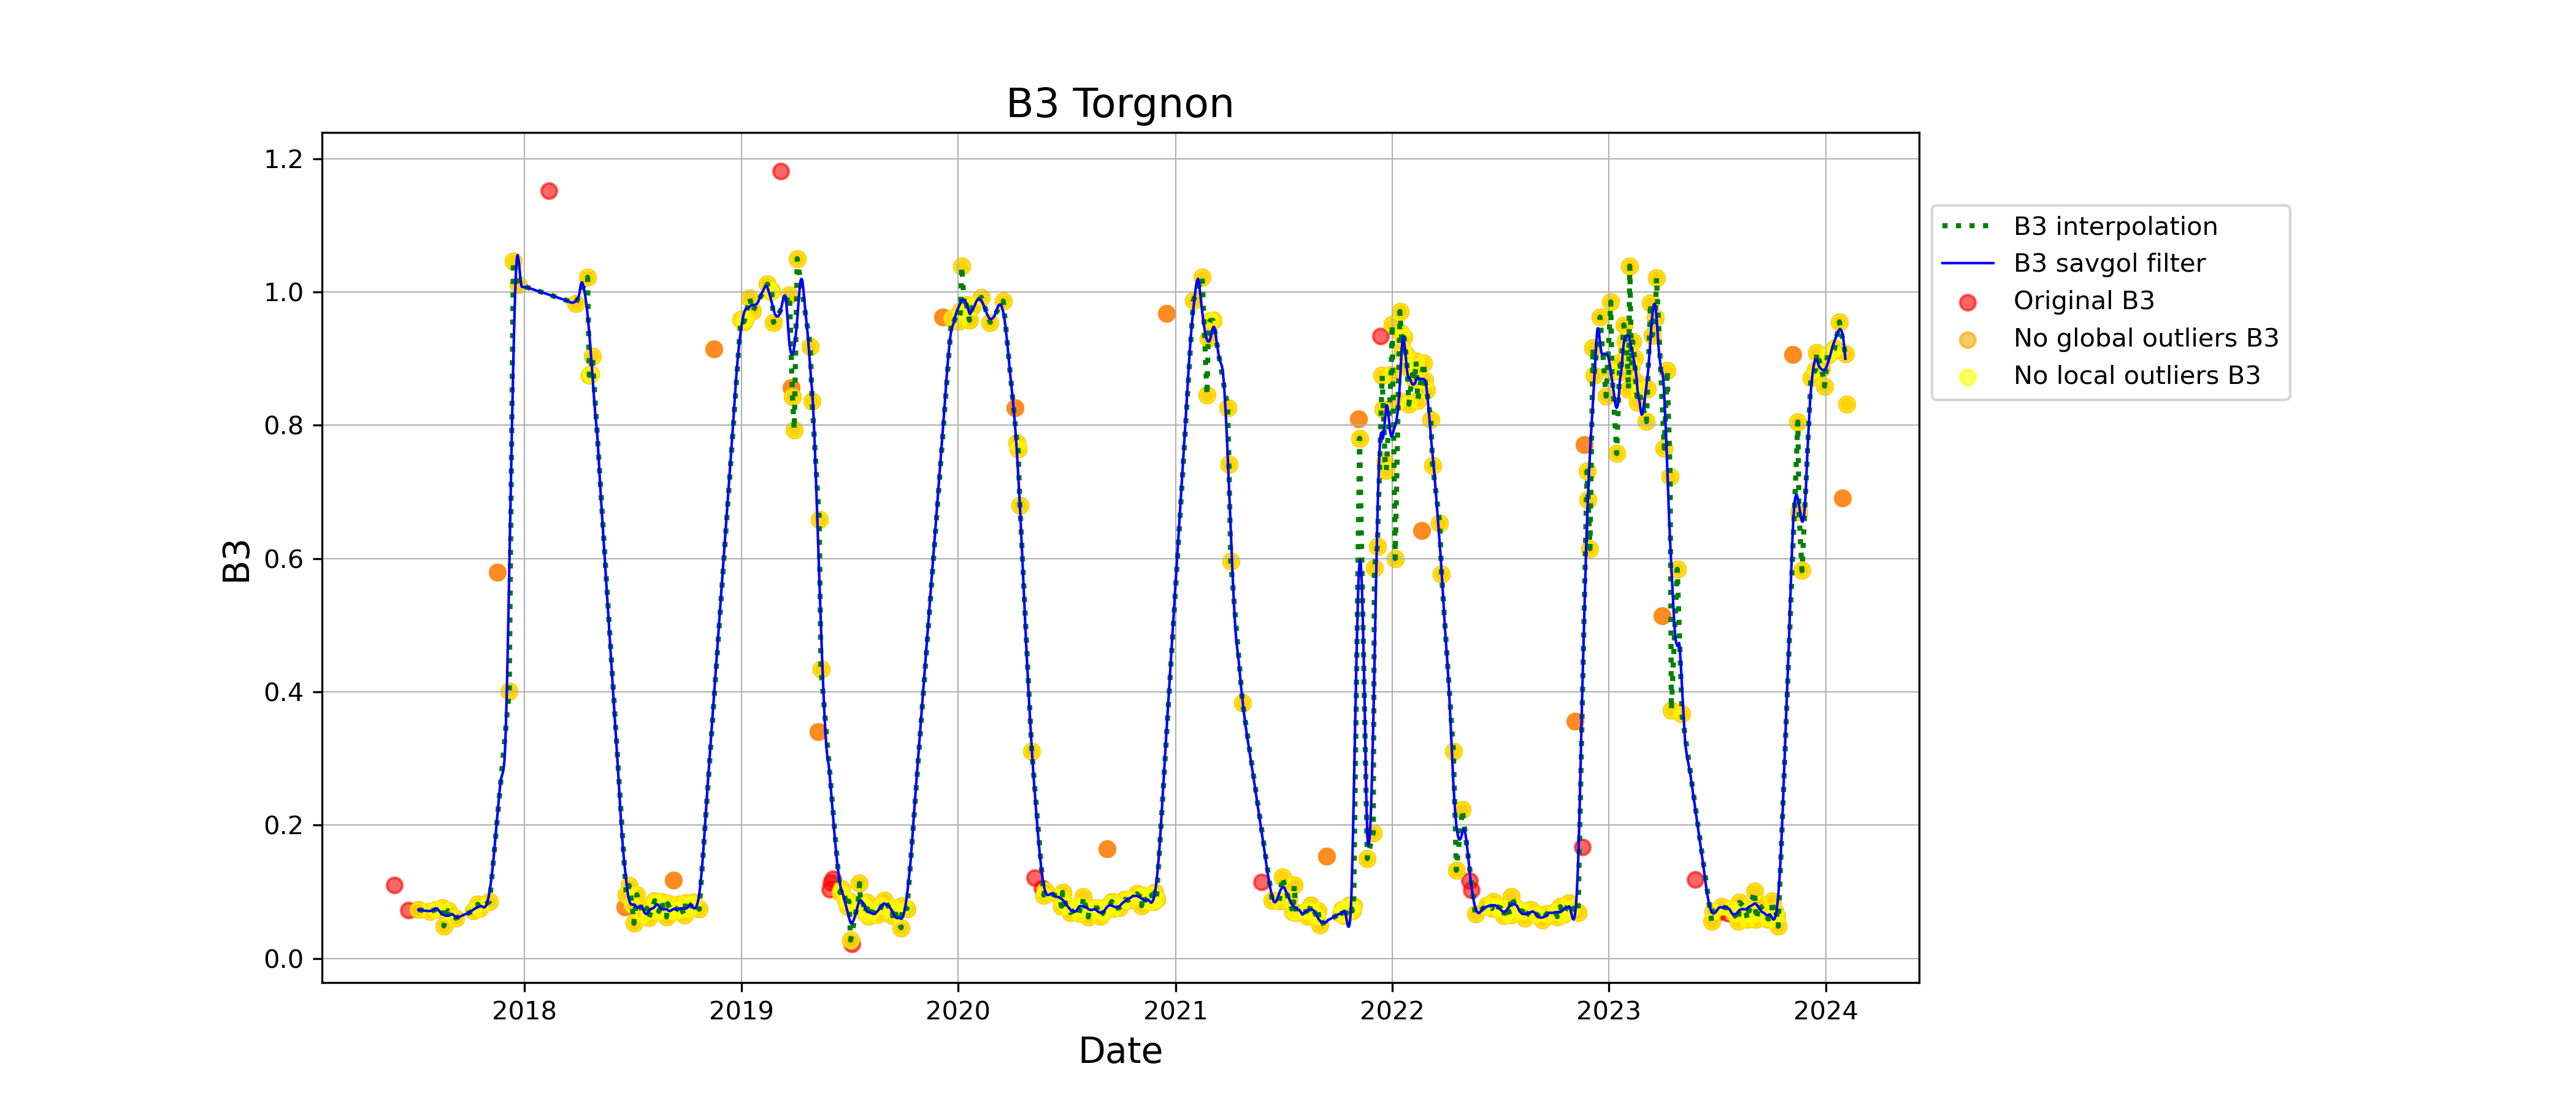 B3 Torgnon
1.2
1.0
0.8
0.6
0.4
0.2
0.0
B3
2018 2019 2020 2021 2022 2023 2024
Date
B3 interpolation
B3 savgol filter
Original B3
No global outliers B3
No local outliers B3